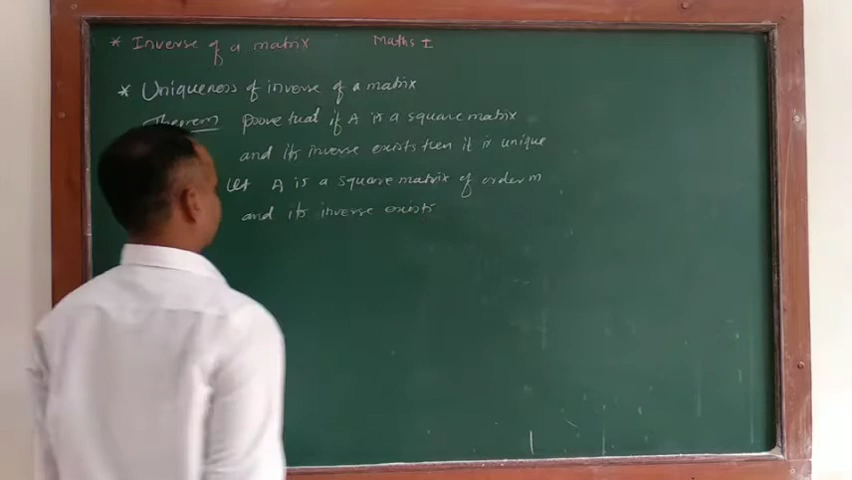 * Inverse of a matrix Maths I
* Uniqueness of inverse of a matrix
Theorem prove that if A is a square matrix
and its inverse exists then it is unique
Let A is a square matrix of order m
and its inverse exists